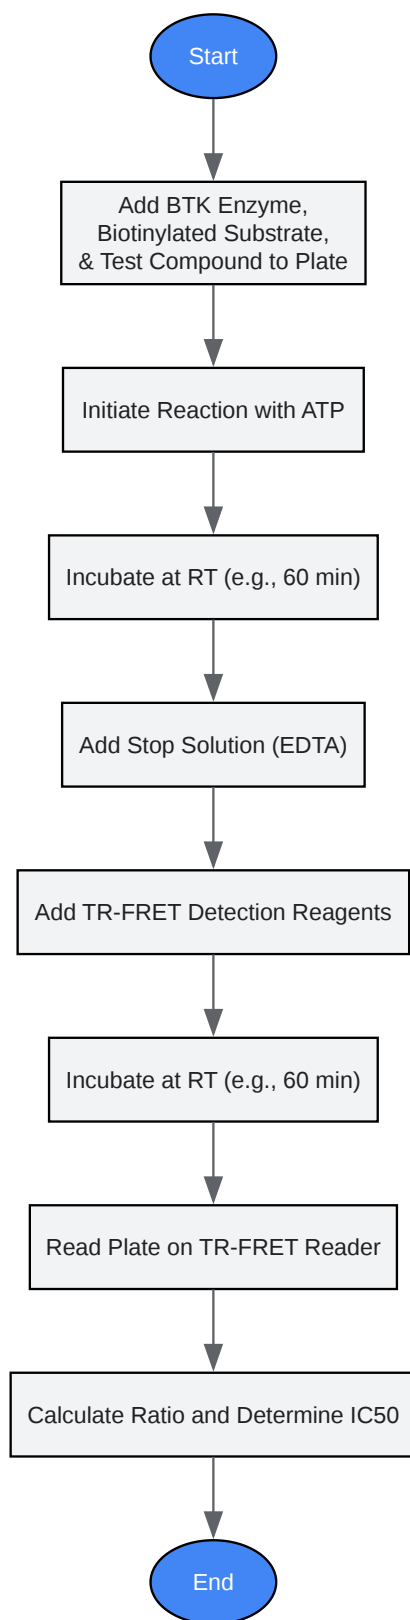 Start
Add BTK Enzyme,
Biotinylated Substrate,
& Test Compound to Plate
Initiate Reaction with ATP
Incubate at RT (e.g., 60 min)
Add Stop Solution (EDTA)
Add TR-FRET Detection Reagents
Incubate at RT (e.g., 60 min)
Read Plate on TR-FRET Reader
Calculate Ratio and Determine IC50
End